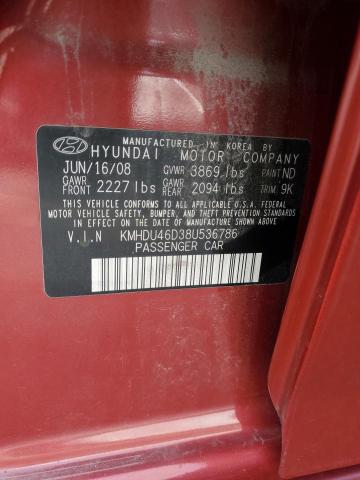 MANUFACTURED IN KOREA BY
HYUNDAI MOTOR COMPANY
JUN/16/08 GVWR 3869 lbs PAINT ND
GAWR FRONT 2227 lbs GAWR REAR 2094 lbs TRIM 9K
THIS VEHICLE CONFORMS TO ALL APPLICABLE FEDERAL MOTOR
VEHICLE SAFETY, BUMPER, AND THEFT PREVENTION STANDARDS
IN EFFECT ON THE DATE OF MANUFACTURE SHOWN ABOVE.
V.I.N KMHDU46D38U536786
PASSENGER CAR